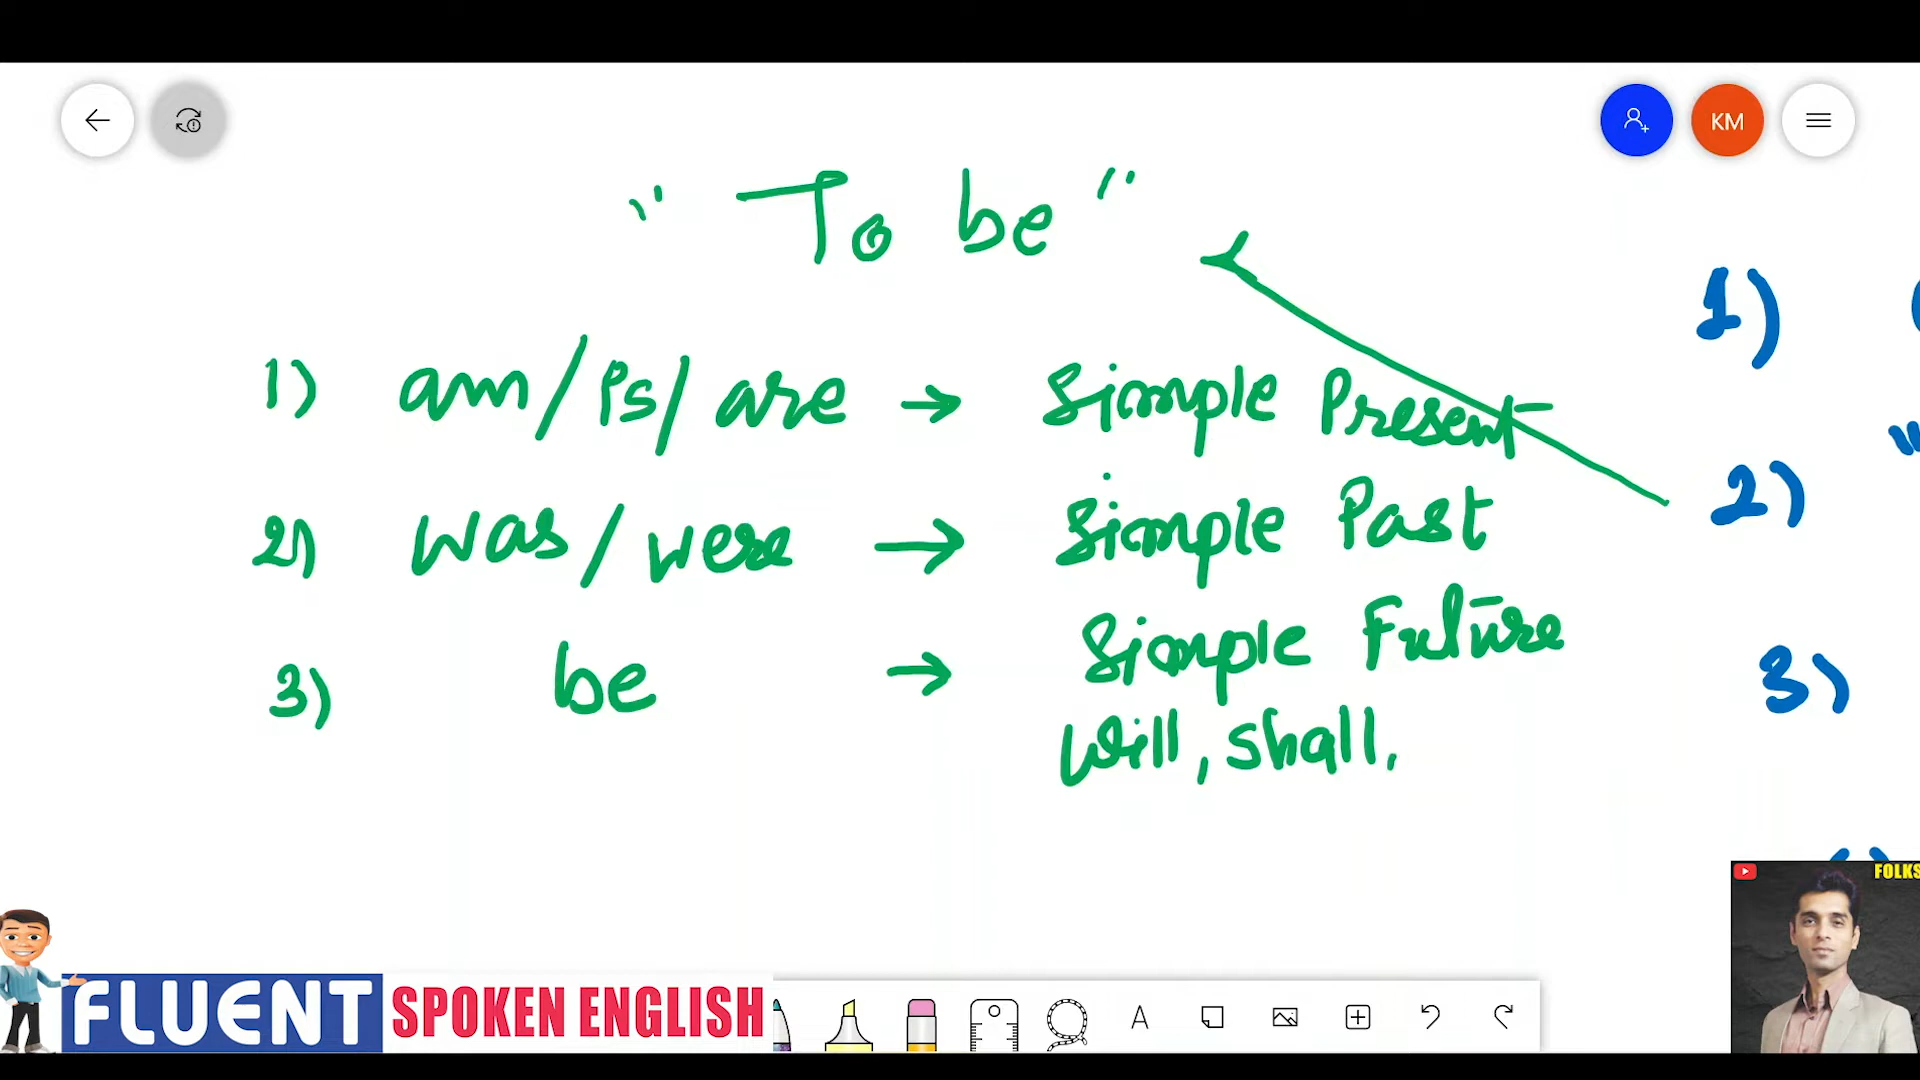 KM
" To be "
1) am/is/are → Simple Present
2) was/were → Simple Past
3) be → Simple Future
will, shall,
1)
2)
3)
FOLKS
FLUENT SPOKEN ENGLISH
A